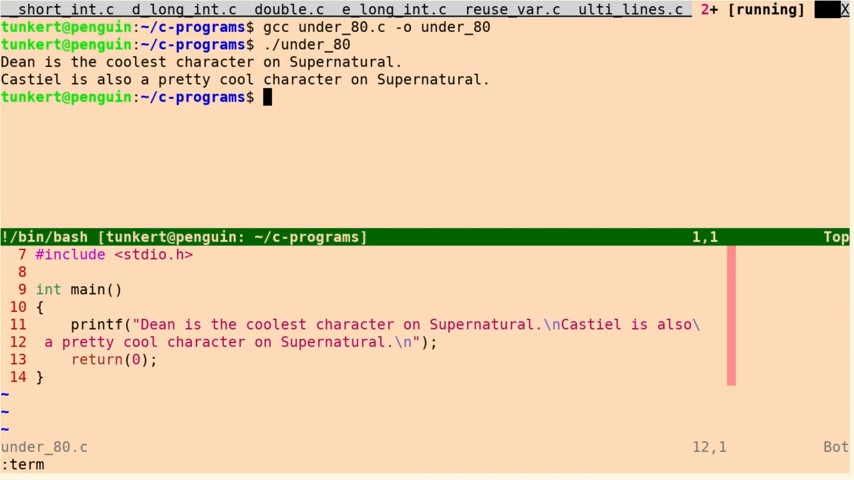 _short_int.c d_long_int.c double.c e_long_int.c reuse_var.c ulti_lines.c 2+ [running] X
tunkert@penguin:~/c-programs$ gcc under_80.c -o under_80
tunkert@penguin:~/c-programs$ ./under_80
Dean is the coolest character on Supernatural.
Castiel is also a pretty cool character on Supernatural.
tunkert@penguin:~/c-programs$
!/bin/bash [tunkert@penguin: ~/c-programs] 1,1 Top
7 #include <stdio.h>
8
9 int main()
10 {
11     printf("Dean is the coolest character on Supernatural.\nCastiel is also\
12  a pretty cool character on Supernatural.\n");
13     return(0);
14 }
~
~
~
under_80.c 12,1 Bot
:term